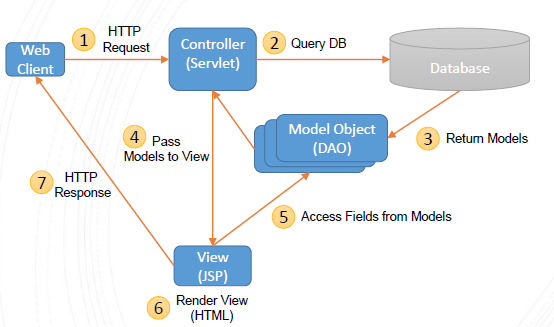 1
HTTP
Request
Web
Client
Controller
(Servlet)
2
Query DB
Database
Model Object
(DAO)
3
Return Models
4
Pass
Models to View
7
HTTP
Response
5
Access Fields from Models
View
(JSP)
6
Render View
(HTML)